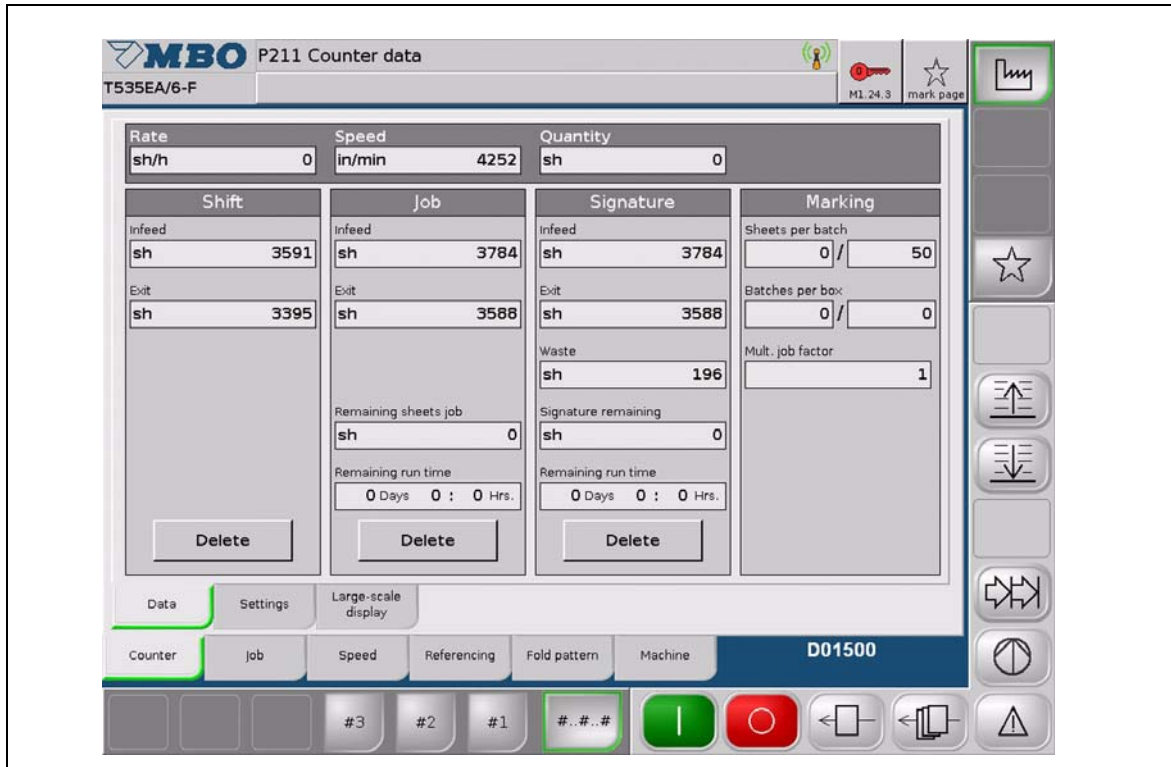 MBO P211 Counter data
T535EA/6-F
0
M1.24.3
mark page
Rate Speed Quantity
sh/h 0 in/min 4252 sh 0
Shift Job Signature Marking
Infeed Infeed Infeed Sheets per batch
sh 3591 sh 3784 sh 3784 0 / 50
Exit Exit Exit Batches per box
sh 3395 sh 3588 sh 3588 0 / 0
Waste Mult. job factor
sh 196 1
Remaining sheets job Signature remaining
sh 0 sh 0
Remaining run time Remaining run time
0 Days 0 : 0 Hrs. 0 Days 0 : 0 Hrs.
Delete Delete Delete
Data Settings Large-scale
display
Counter Job Speed Referencing Fold pattern Machine D01500
#3 #2 #1 #..#..#